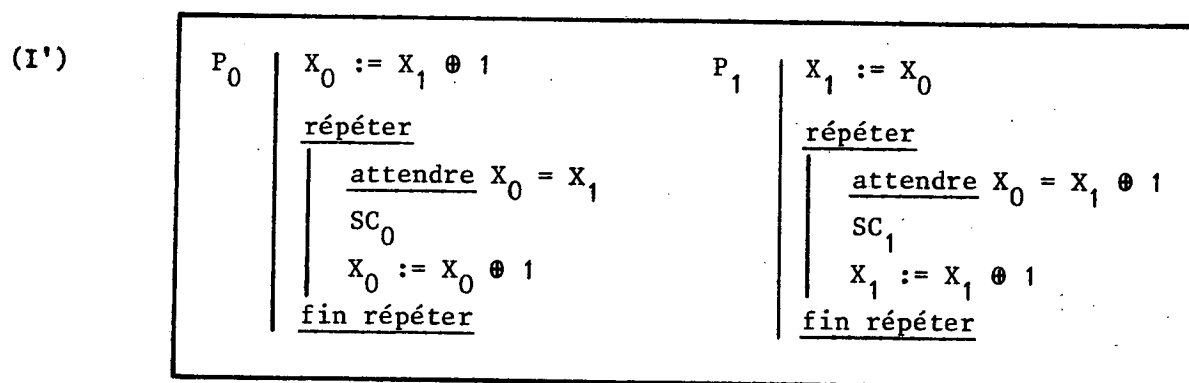 (I')
P₀ X₀ := X₁ ⊕ 1
répéter
attendre X₀ = X₁
SC₀
X₀ := X₀ ⊕ 1
fin répéter
P₁ X₁ := X₀
répéter
attendre X₀ = X₁ ⊕ 1
SC₁
X₁ := X₁ ⊕ 1
fin répéter